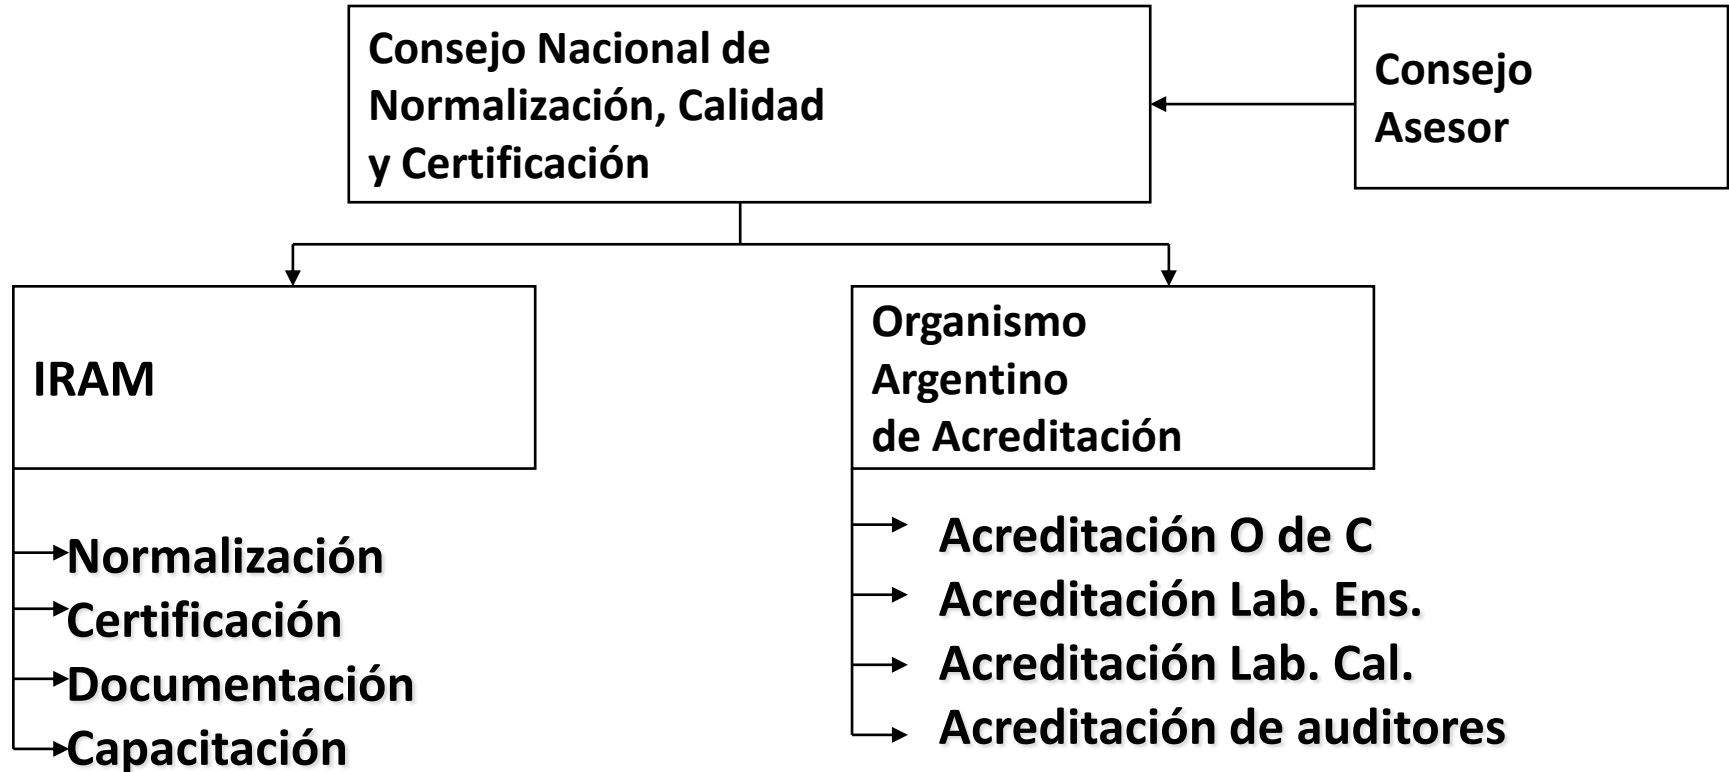 Consejo Nacional de
Normalización, Calidad
y Certificación
Consejo
Asesor
IRAM
Organismo
Argentino
de Acreditación
Normalización
Certificación
Documentación
Capacitación
Acreditación O de C
Acreditación Lab. Ens.
Acreditación Lab. Cal.
Acreditación de auditores